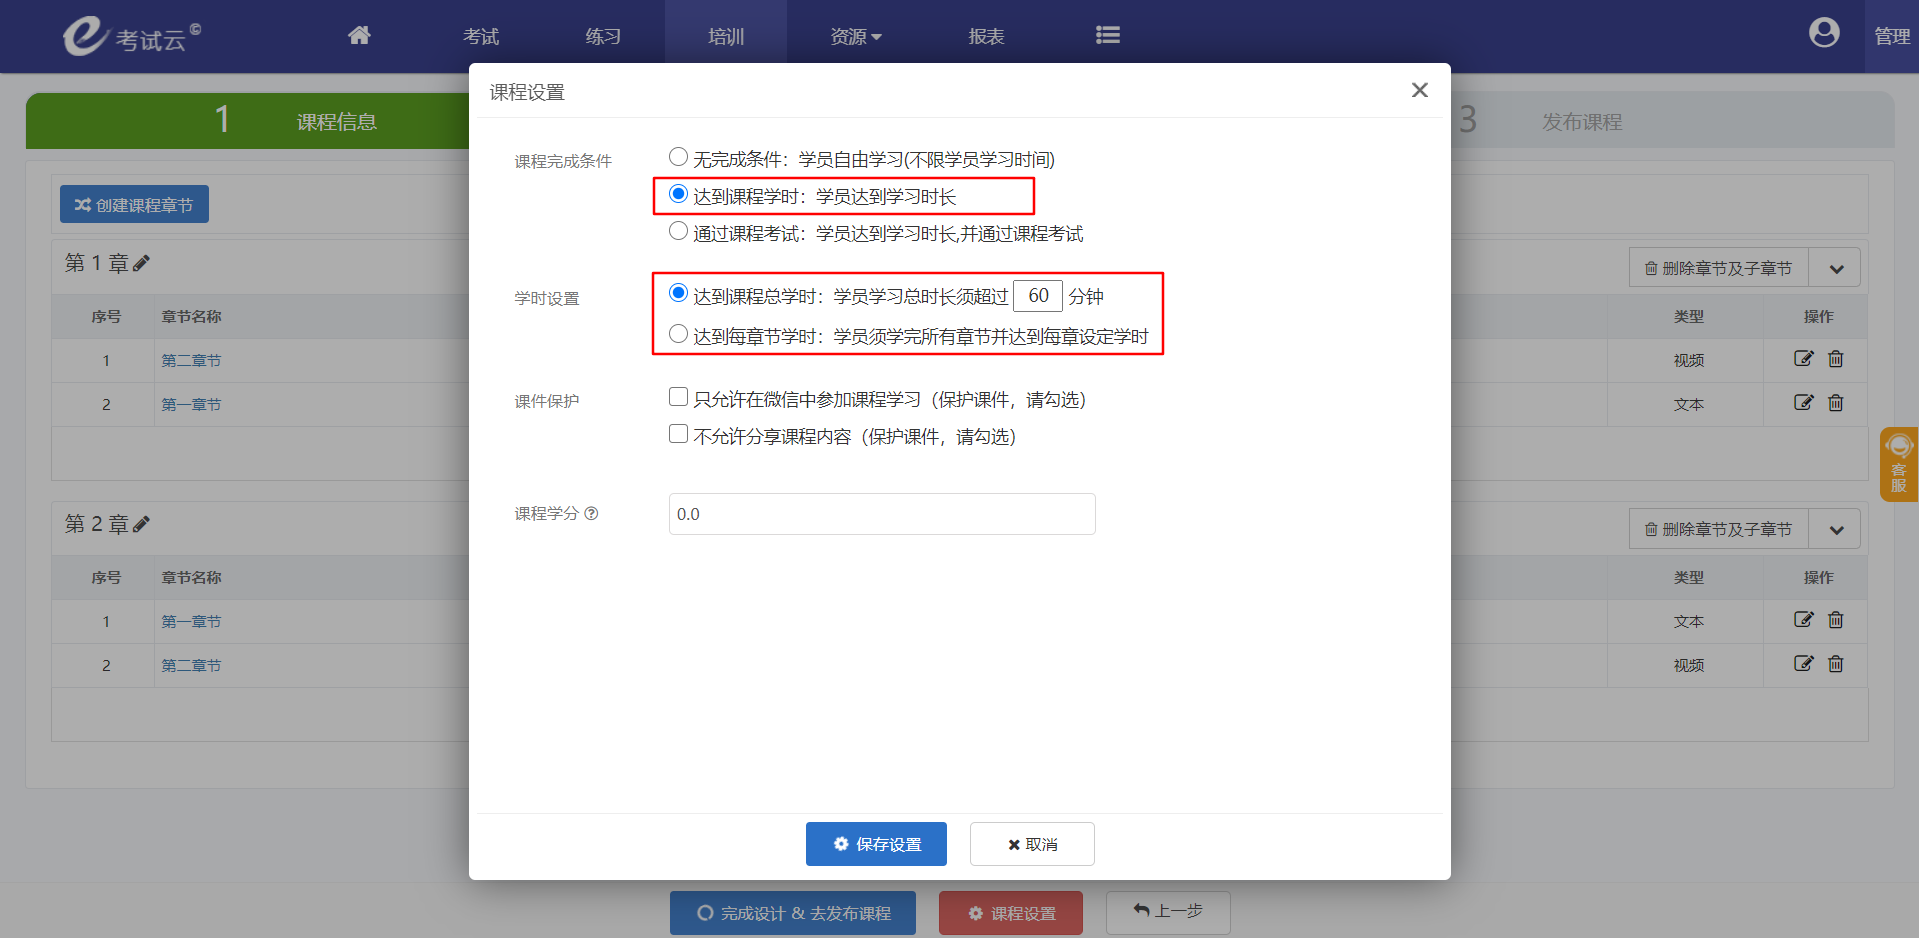 考试云©
考试
练习
培训
资源
报表
管理
1
课程信息
3
发布课程
创建课程章节
第 1 章
删除章节及子章节
序号
章节名称
类型
操作
1
第二章节
视频
2
第一章节
文本
第 2 章
删除章节及子章节
序号
章节名称
类型
操作
1
第一章节
文本
2
第二章节
视频
课程设置
课程完成条件
无完成条件：学员自由学习(不限学员学习时间)
达到课程学时：学员达到学习时长
通过课程考试：学员达到学习时长,并通过课程考试
学时设置
达到课程总学时：学员学习总时长须超过 60 分钟
达到每章节学时：学员须学完所有章节并达到每章设定学时
课件保护
只允许在微信中参加课程学习（保护课件，请勾选）
不允许分享课程内容（保护课件，请勾选）
课程学分
0.0
保存设置
取消
完成设计 & 去发布课程
课程设置
上一步
客服